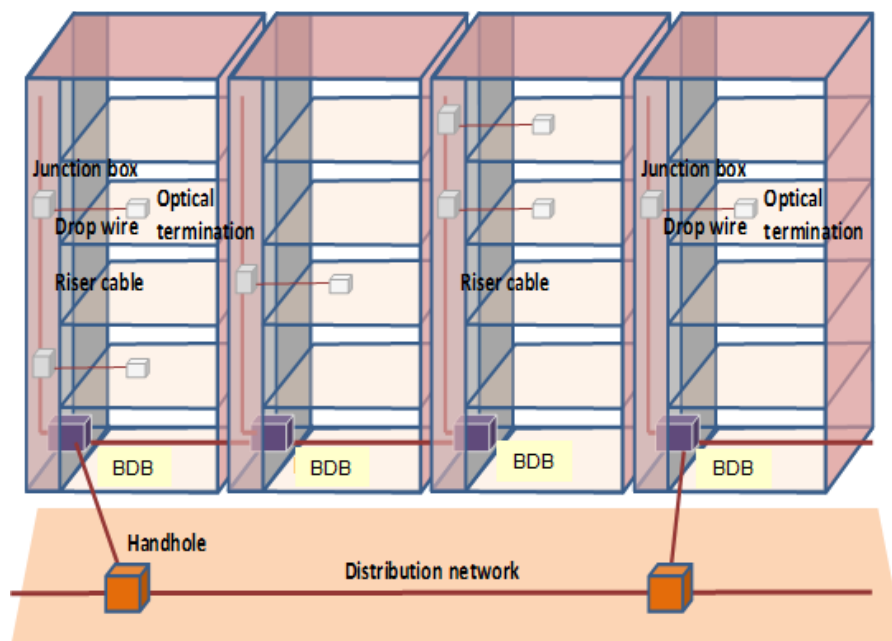 Junction box
Optical
termination
Drop wire
Riser cable
Riser cable
Junction box
Optical
termination
Drop wire
BDB
BDB
BDB
BDB
Handhole
Distribution network